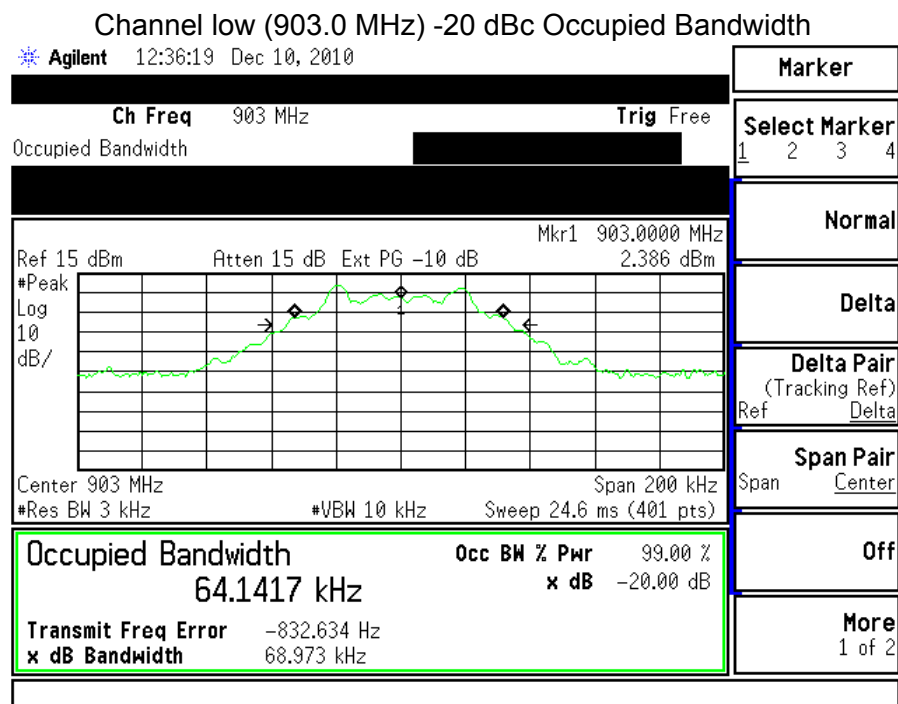 Channel low (903.0 MHz) -20 dBc Occupied Bandwidth
Agilent 12:36:19 Dec 10, 2010
Ch Freq 903 MHz Trig Free
Occupied Bandwidth
Mkr1 903.0000 MHz
Ref 15 dBm Atten 15 dB Ext PG -10 dB 2.386 dBm
#Peak
Log
10
dB/
1
Center 903 MHz Span 200 kHz
#Res BW 3 kHz #VBW 10 kHz Sweep 24.6 ms (401 pts)
Occupied Bandwidth Occ BW % Pwr 99.00 %
64.1417 kHz x dB -20.00 dB
Transmit Freq Error -832.634 Hz
x dB Bandwidth 68.973 kHz
Marker
Select Marker
1 2 3 4
Normal
Delta
Delta Pair
(Tracking Ref)
Ref Delta
Span Pair
Span Center
Off
More
1 of 2